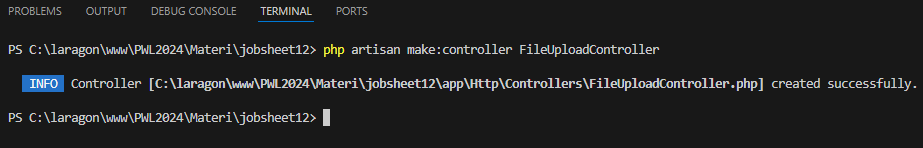 PROBLEMS OUTPUT DEBUG CONSOLE TERMINAL PORTS
PS C:\laragon\www\PWL2024\Materi\jobsheet12> php artisan make:controller FileUploadController
INFO Controller [C:\laragon\www\PWL2024\Materi\jobsheet12\app\Http\Controllers\FileUploadController.php] created successfully.
PS C:\laragon\www\PWL2024\Materi\jobsheet12>